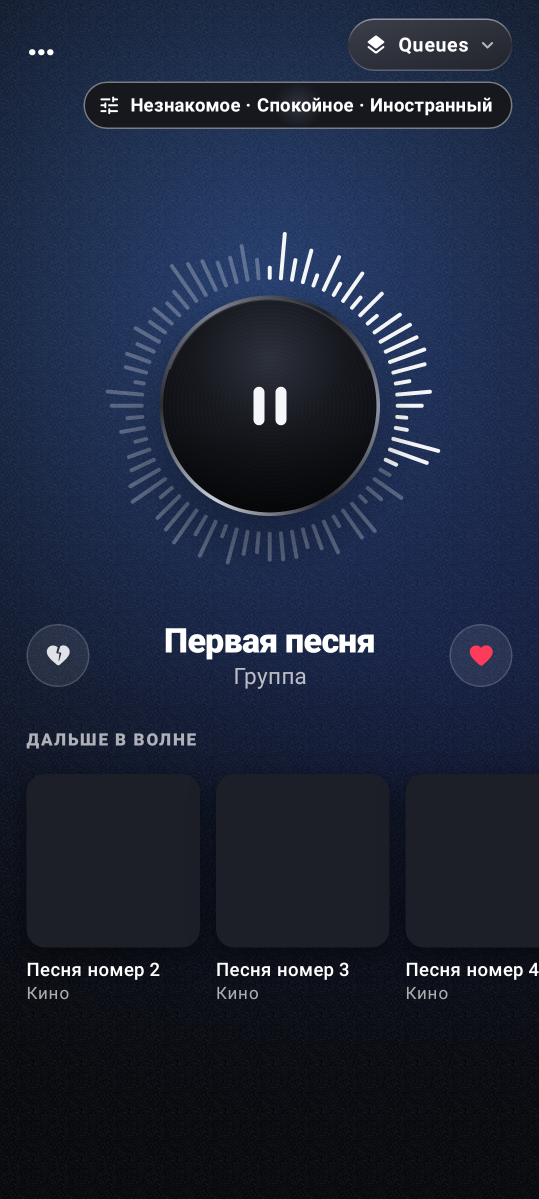 Queues
Незнакомое · Спокойное · Иностранный
Первая песня
Группа
ДАЛЬШЕ В ВОЛНЕ
Песня номер 2
Кино
Песня номер 3
Кино
Песня номер 4
Кино